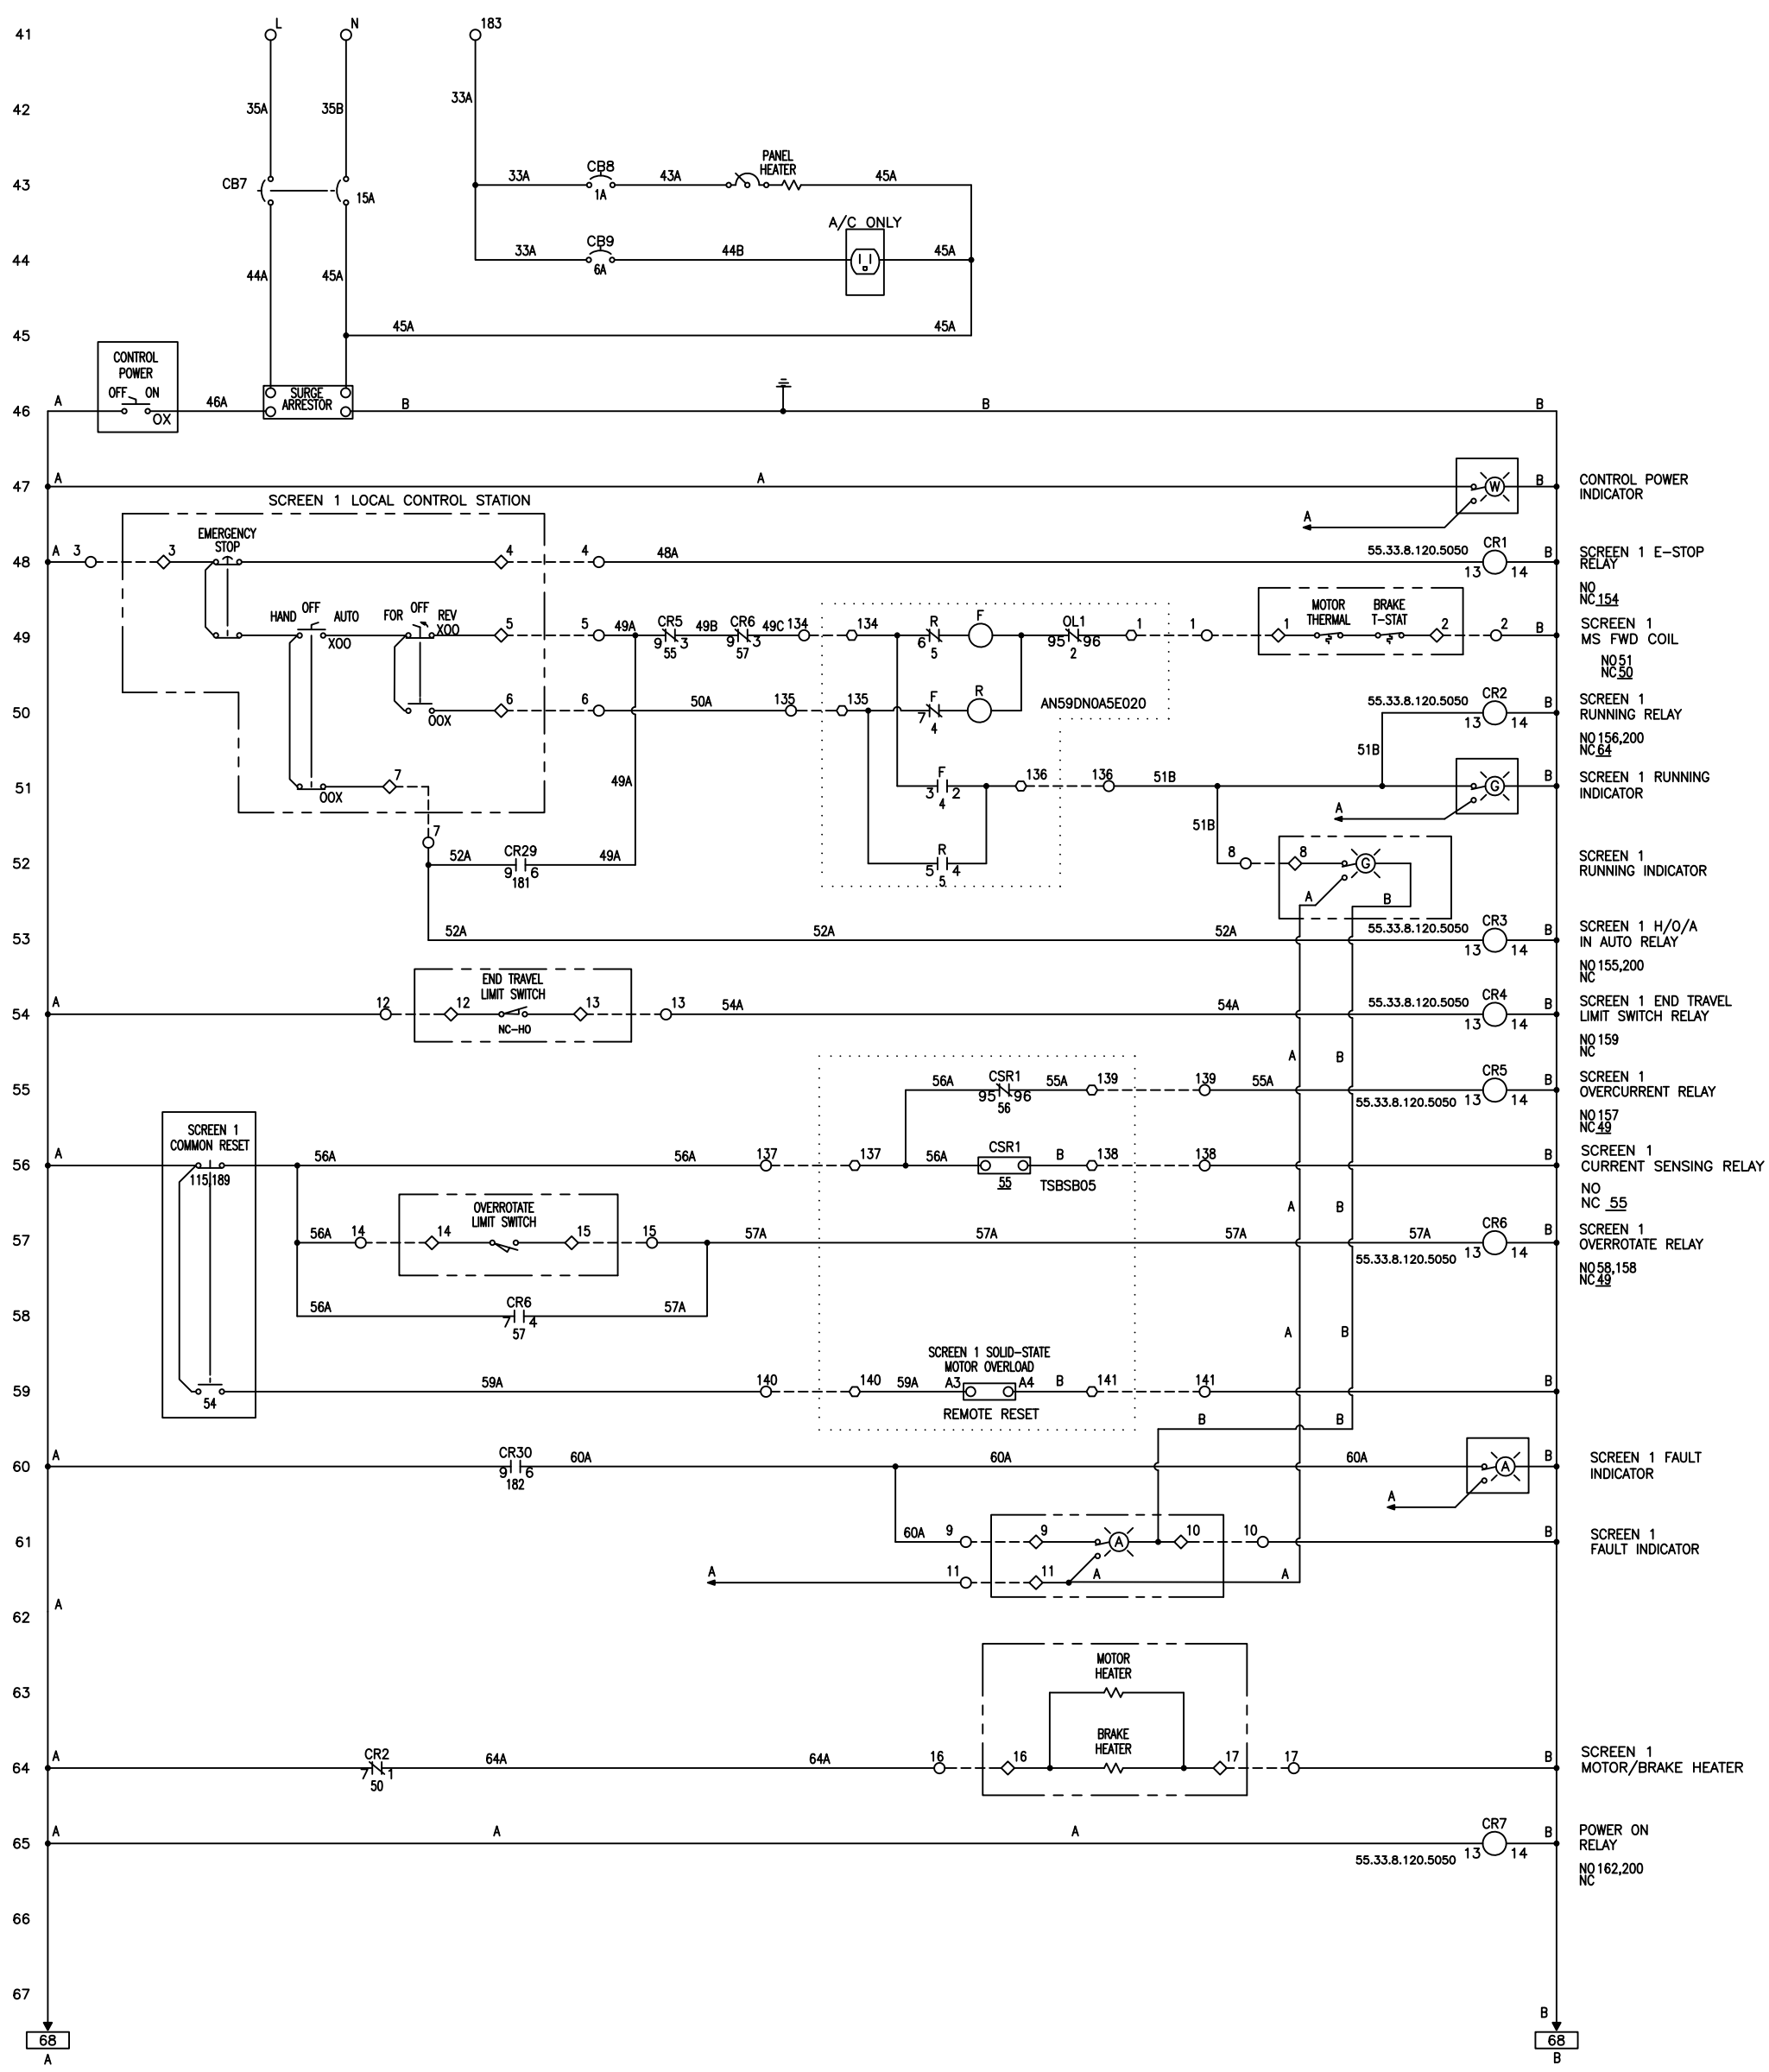 41 L N 183
42 35A 35B 33A
PANEL
HEATER
43 CB7 15A 33A CB8 1A 43A 45A
A/C ONLY
44 44A 45A 33A CB9 6A 44B 45A
45 45A 45A
CONTROL
POWER
OFF ON
OX
46 A 46A SURGE
ARRESTOR B B B
47 A A W B CONTROL POWER
INDICATOR
A
SCREEN 1 LOCAL CONTROL STATION
EMERGENCY
STOP
48 A 3 3 4 4 48A 55.33.8.120.5050 CR1 13 14 B SCREEN 1 E-STOP
RELAY
NO
NC 154
HAND OFF AUTO XOO FOR OFF REV XOO
MOTOR
THERMAL
BRAKE
T-STAT
49 5 5 49A CR5 9 3 55 49B CR6 9 3 57 49C 134 134 R 6 5 F OL1 95 96 2 1 1 1 2 2 B SCREEN 1
MS FWD COIL
NO 51
NC 50
50 OOX 6 6 50A 135 135 F 7 4 R AN59DN0A5E020 55.33.8.120.5050 CR2 13 14 B SCREEN 1
RUNNING RELAY
NO 156,200
NC 64
51B
51 OOX 7 49A F 3 2 4 136 136 51B G B SCREEN 1 RUNNING
INDICATOR
A
7 51B
52 52A CR29 9 6 181 49A R 5 4 5 8 8 G SCREEN 1
RUNNING INDICATOR
A B
53 52A 52A 52A 55.33.8.120.5050 CR3 13 14 B SCREEN 1 H/O/A
IN AUTO RELAY
NO 155,200
NC
END TRAVEL
LIMIT SWITCH
54 A 12 12 NC-HO 13 13 54A 54A 55.33.8.120.5050 CR4 13 14 B SCREEN 1 END TRAVEL
LIMIT SWITCH RELAY
NO 159
NC
A B
55 56A CSR1 95 96 56 55A 139 139 55A 55.33.8.120.5050 CR5 13 14 B SCREEN 1
OVERCURRENT RELAY
NO 157
NC 49
SCREEN 1
COMMON RESET
56 A 115,189 56A 56A 137 137 56A CSR1 55 B 138 TSBSB05 138 B SCREEN 1
CURRENT SENSING RELAY
NO
NC 55
A B
OVERROTATE
LIMIT SWITCH
57 56A 14 14 15 15 57A 57A 57A 57A 55.33.8.120.5050 CR6 13 14 B SCREEN 1
OVERROTATE RELAY
NO 58,158
NC 49
58 56A CR6 7 4 57 57A
A B
SCREEN 1 SOLID-STATE
MOTOR OVERLOAD
59 54 59A 140 140 59A A3 A4 B 141 141 B
REMOTE RESET
B B
60 A CR30 9 6 182 60A 60A 60A A B SCREEN 1 FAULT
INDICATOR
A
61 60A 9 9 A 10 10 B SCREEN 1
FAULT INDICATOR
A 11 11 A A
62 A
63 MOTOR
HEATER
BRAKE
HEATER
64 A CR2 7 1 50 64A 64A 16 16 17 17 B SCREEN 1
MOTOR/BRAKE HEATER
65 A A A 55.33.8.120.5050 CR7 13 14 B POWER ON
RELAY
NO 162,200
NC
66
67
B
68 68
A B